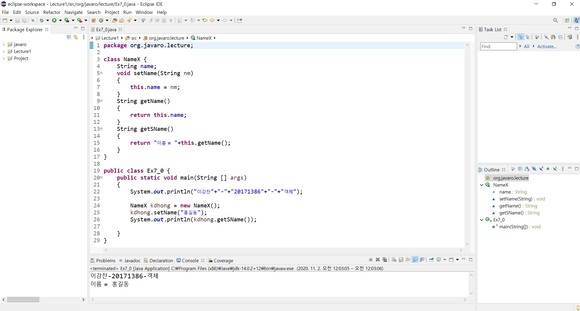 eclipse-workspace - Lecture1/src/org/javaro/lecture/Ex7_0.java - Eclipse IDE
File Edit Source Refactor Navigate Search Project Run Window Help
Package Explorer
javaro
Lecture1
Project
Ex7_0.java
Lecture1 src org.javaro.lecture NameX
1 package org.javaro.lecture;
2
3 class NameX {
4 String name;
5 void setName(String nm)
6 {
7 this.name = nm;
8 }
9 String getName()
10 {
11 return this.name;
12 }
13 String getSName()
14 {
15 return "이름 = "+this.getName();
16 }
17 }
18
19 public class Ex7_0 {
20 public static void main(String [] args)
21 {
22 System.out.println("이강찬"+"-"+"20171386"+"-"+"객체");
23
24 NameX kdhong = new NameX();
25 kdhong.setName("홍길동");
26 System.out.println(kdhong.getSName());
27
28 }
29 }
Problems Javadoc Declaration Console Coverage
<terminated> Ex7_0 [Java Application] C:\Program Files (x86)\Java\jdk-14.0.2+12\bin\javaw.exe (2020. 11. 2. 오전 12:03:05 – 오전 12:03:06)
이강찬-20171386-객체
이름 = 홍길동
Task List
Find All Activate...
Outline
org.javaro.lecture
NameX
name : String
setName(String) : void
getName() : String
getSName() : String
Ex7_0
main(String[]) : void